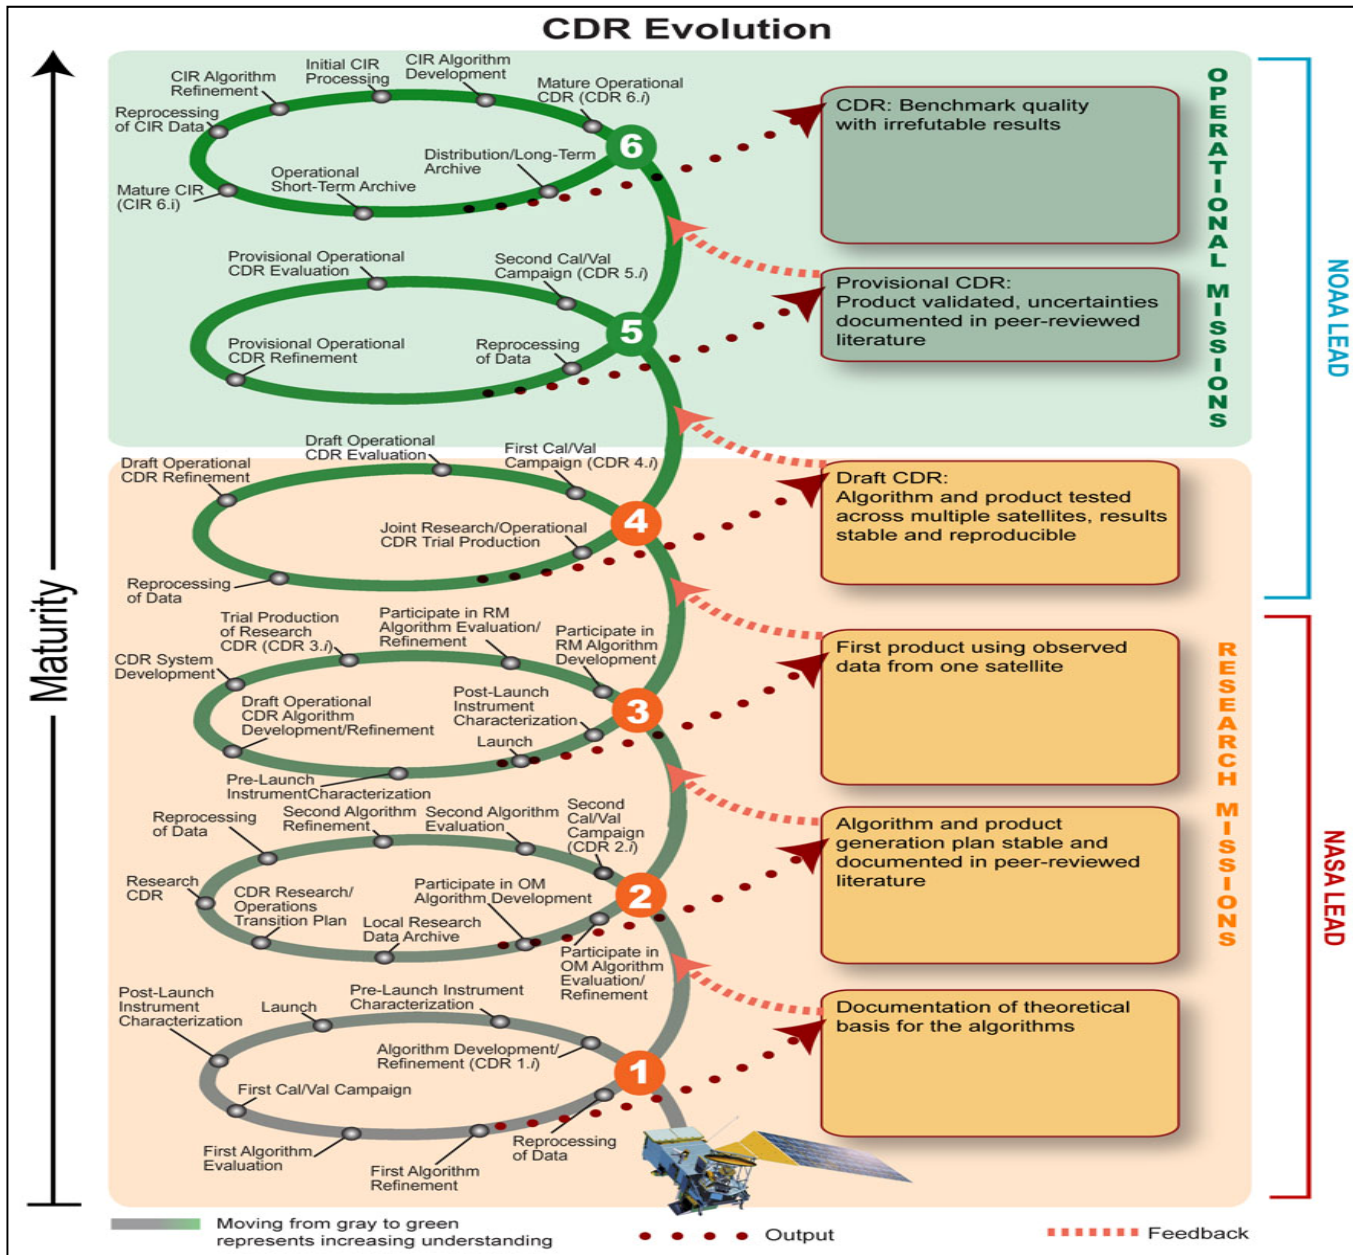 CDR Evolution
Maturity
CIR Algorithm
Refinement
Initial CIR
Processing
CIR Algorithm
Development
Mature Operational
CDR (CDR 6.i)
Reprocessing
of CIR Data
Mature CIR
(CIR 6.i)
Operational
Short-Term Archive
Distribution/Long-Term
Archive
6
CDR: Benchmark quality
with irrefutable results
Provisional Operational
CDR Evaluation
Second Cal/Val
Campaign (CDR 5.i)
Provisional Operational
CDR Refinement
Reprocessing
of Data
5
Provisional CDR:
Product validated, uncertainties
documented in peer-reviewed
literature
OPERATIONAL MISSIONS
NOAA LEAD
Draft Operational
CDR Evaluation
First Cal/Val
Campaign (CDR 4.i)
Draft Operational
CDR Refinement
Joint Research/Operational
CDR Trial Production
Reprocessing
of Data
4
Draft CDR:
Algorithm and product tested
across multiple satellites, results
stable and reproducible
Trial Production
of Research
CDR (CDR 3.i)
Participate in RM
Algorithm Evaluation/
Refinement
Participate in
RM Algorithm
Development
CDR System
Development
Draft Operational
CDR Algorithm
Development/Refinement
Post-Launch
Instrument
Characterization
Launch
Pre-Launch
InstrumentCharacterization
3
First product using observed
data from one satellite
RESEARCH MISSIONS
NASA LEAD
Reprocessing
of Data
Second Algorithm
Refinement
Second Algorithm
Evaluation
Second
Cal/Val
Campaign
(CDR 2.i)
Research
CDR
CDR Research/
Operations
Transition Plan
Local Research
Data Archive
Participate in OM
Algorithm Development
Participate in
OM Algorithm
Evaluation/
Refinement
2
Algorithm and product
generation plan stable and
documented in peer-reviewed
literature
Post-Launch
Instrument
Characterization
Launch
Pre-Launch Instrument
Characterization
Algorithm Development/
Refinement (CDR 1.i)
First Cal/Val Campaign
First Algorithm
Evaluation
First Algorithm
Refinement
Reprocessing
of Data
1
Documentation of theoretical
basis for the algorithms
Moving from gray to green
represents increasing understanding
Output
Feedback